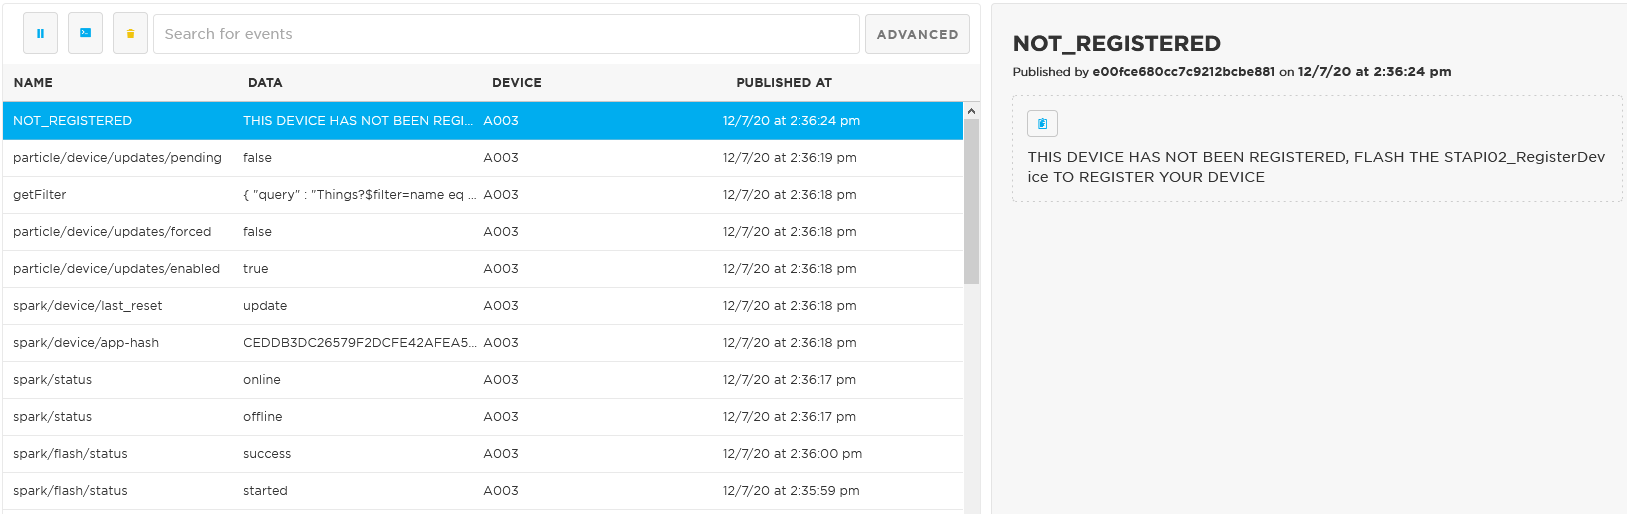 Search for events
ADVANCED
NAME DATA DEVICE PUBLISHED AT
NOT_REGISTERED THIS DEVICE HAS NOT BEEN REGI... A003 12/7/20 at 2:36:24 pm
particle/device/updates/pending false A003 12/7/20 at 2:36:19 pm
getFilter { "query" : "Things?$filter=name eq ... A003 12/7/20 at 2:36:18 pm
particle/device/updates/forced false A003 12/7/20 at 2:36:18 pm
particle/device/updates/enabled true A003 12/7/20 at 2:36:18 pm
spark/device/last_reset update A003 12/7/20 at 2:36:18 pm
spark/device/app-hash CEDDB3DC26579F2DCFE42AFEA5... A003 12/7/20 at 2:36:18 pm
spark/status online A003 12/7/20 at 2:36:17 pm
spark/status offline A003 12/7/20 at 2:36:17 pm
spark/flash/status success A003 12/7/20 at 2:36:00 pm
spark/flash/status started A003 12/7/20 at 2:35:59 pm
NOT_REGISTERED
Published by e00fce680cc7c9212bcbe881 on 12/7/20 at 2:36:24 pm
THIS DEVICE HAS NOT BEEN REGISTERED, FLASH THE STAPI02_RegisterDev
ice TO REGISTER YOUR DEVICE